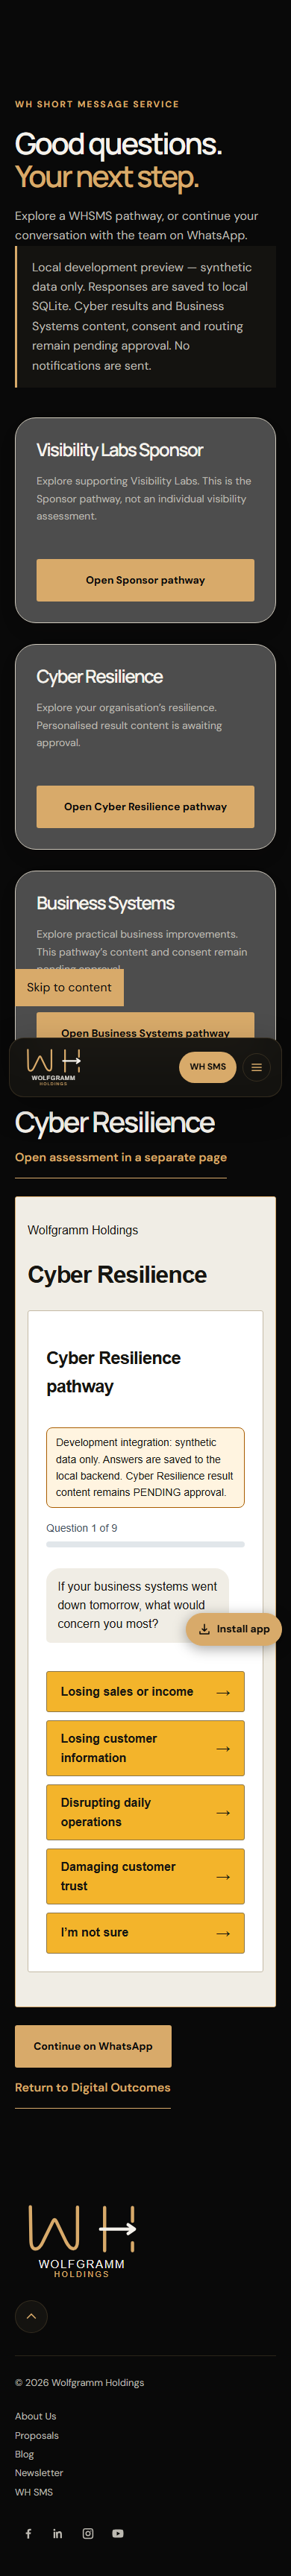 WH SHORT MESSAGE SERVICE
Good questions.
Your next step.
Explore a WHSMS pathway, or continue your
conversation with the team on WhatsApp.
Local development preview — synthetic
data only. Responses are saved to local
SQLite. Cyber results and Business
Systems content, consent and routing
remain pending approval. No
notifications are sent.
Visibility Labs Sponsor
Explore supporting Visibility Labs. This is the
Sponsor pathway, not an individual visibility
assessment.
Open Sponsor pathway
Cyber Resilience
Explore your organisation's resilience.
Personalised result content is awaiting
approval.
Open Cyber Resilience pathway
Business Systems
Explore practical business improvements.
This pathway's content and consent remain
pending approval.
Skip to content
Open Business Systems pathway
WH
WOLFGRAMM
HOLDINGS
WH SMS
Cyber Resilience
Open assessment in a separate page
Wolfgramm Holdings
Cyber Resilience
Cyber Resilience
pathway
Development integration: synthetic
data only. Answers are saved to the
local backend. Cyber Resilience result
content remains PENDING approval.
Question 1 of 9
If your business systems went
down tomorrow, what would
concern you most?
Install app
Losing sales or income →
Losing customer
information →
Disrupting daily
operations →
Damaging customer
trust →
I'm not sure →
Continue on WhatsApp
Return to Digital Outcomes
WH
WOLFGRAMM
HOLDINGS
© 2026 Wolfgramm Holdings
About Us
Proposals
Blog
Newsletter
WH SMS